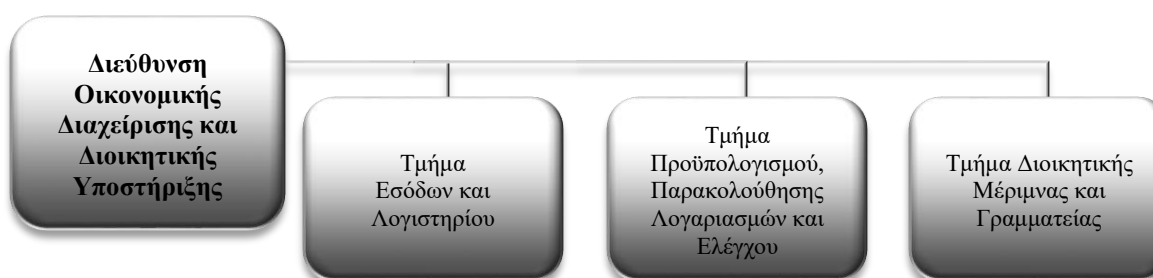 Διεύθυνση
Οικονομικής
Διαχείρισης και
Διοικητικής
Υποστήριξης
Τμήμα
Εσόδων και
Λογιστηρίου
Τμήμα
Προϋπολογισμού,
Παρακολούθησης
Λογαριασμών και
Ελέγχου
Τμήμα Διοικητικής
Μέριμνας και
Γραμματείας